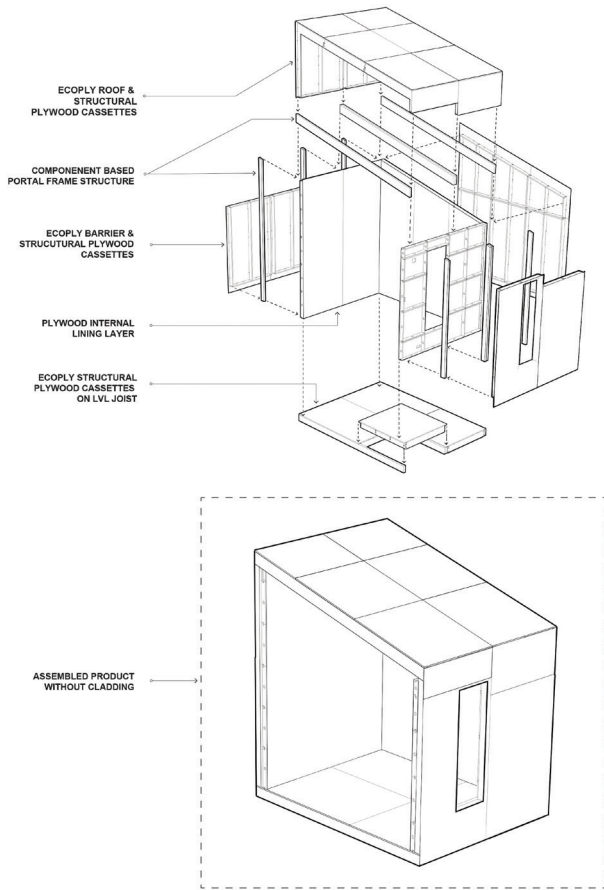 ECOPLY ROOF &
STRUCTURAL
PLYWOOD CASSETTES
COMPONENENT BASED
PORTAL FRAME STRUCTURE
ECOPLY BARRIER &
STRUCUTURAL PLYWOOD
CASSETTES
PLYWOOD INTERNAL
LINING LAYER
ECOPLY STRUCTURAL
PLYWOOD CASSETTES
ON LVL JOIST
ASSEMBLED PRODUCT
WITHOUT CLADDING